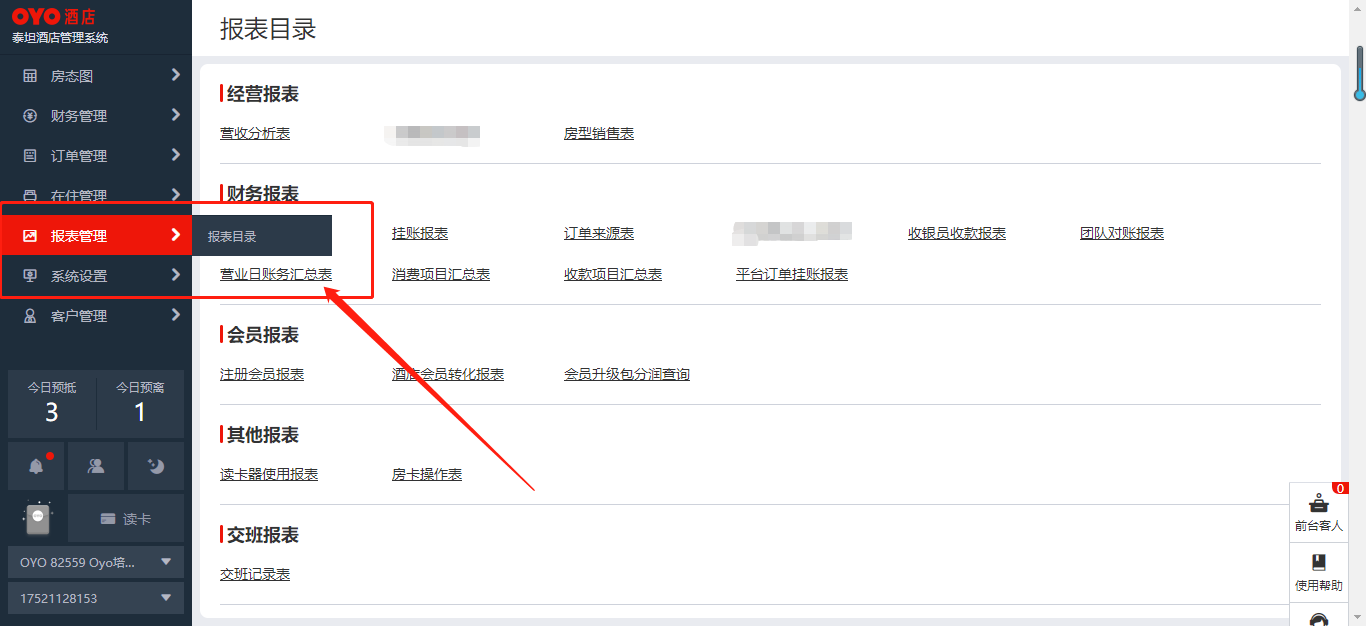 OYO 酒店
泰坦酒店管理系统
房态图
财务管理
订单管理
在住管理
报表管理
系统设置
客户管理
今日预抵
3
今日预离
1
读卡
OYO 82559 Oyo培...
17521128153
报表目录
报表目录
经营报表
营收分析表
房型销售表
财务报表
挂账报表
订单来源表
收银员收款报表
团队对账报表
营业日账务汇总表
消费项目汇总表
收款项目汇总表
平台订单挂账报表
会员报表
注册会员报表
酒店会员转化报表
会员升级包分润查询
其他报表
读卡器使用报表
房卡操作表
交班报表
交班记录表
0
前台客人
使用帮助